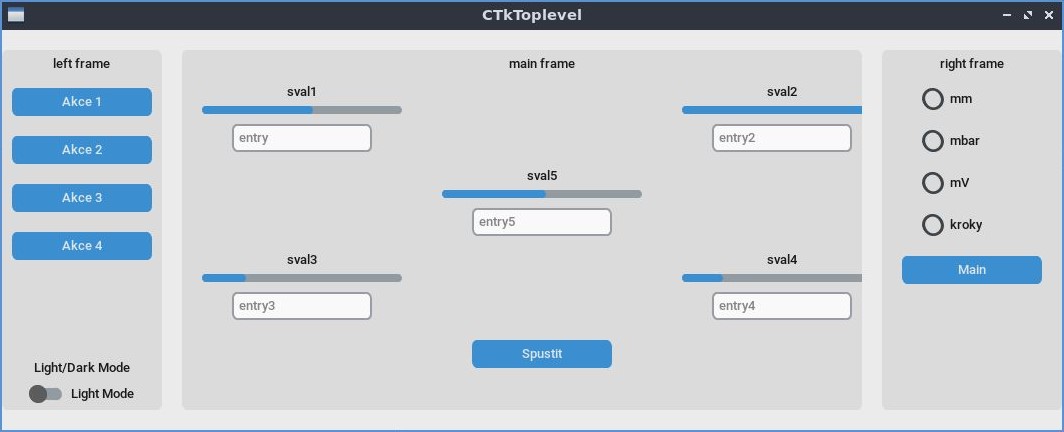 CTkToplevel
left frame
Akce 1
Akce 2
Akce 3
Akce 4
Light/Dark Mode
Light Mode
main frame
sval1
entry
sval2
entry2
sval5
entry5
sval3
entry3
sval4
entry4
Spustit
right frame
mm
mbar
mV
kroky
Main